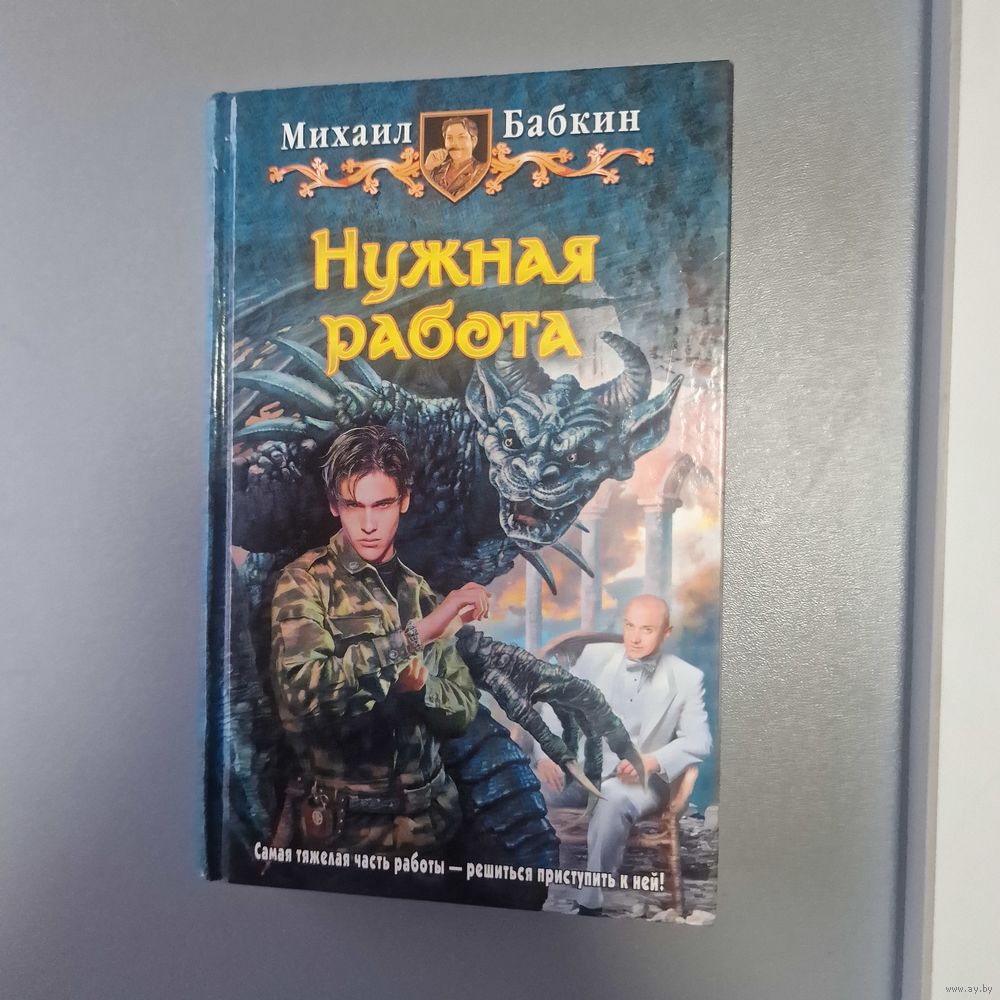 Михаил Бабкин
Нужная
работа
Самая тяжелая часть работы — решиться приступить к ней!
www.ay.by